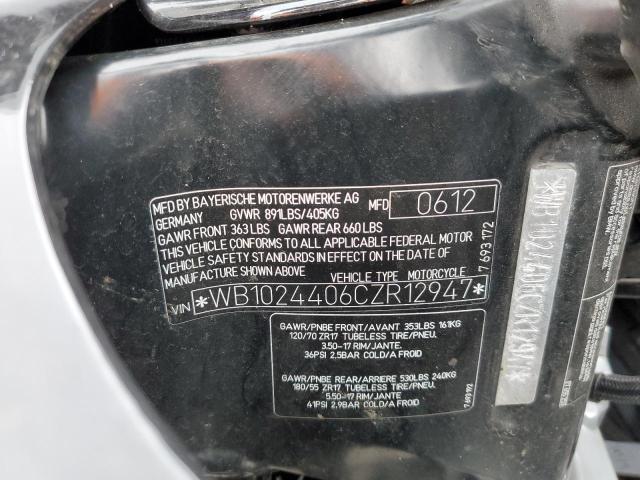 MFD BY BAYERISCHE MOTORENWERKE AG MFD 0612
GERMANY GVWR 891LBS/405KG
GAWR FRONT 363 LBS GAWR REAR 660 LBS
THIS VEHICLE CONFORMS TO ALL APPLICABLE FEDERAL MOTOR
VEHICLE SAFETY STANDARDS IN EFFECT ON THE DATE OF
MANUFACTURE SHOWN ABOVE.
VEHICLE TYPE MOTORCYCLE
7 693 172
VIN *WB1024406CZR12947*
GAWR/PNBE FRONT/AVANT 353LBS 161KG
120/70 ZR17 TUBELESS TIRE/PNEU.
3.50-17 RIM/JANTE.
36PSI 2,5BAR COLD/A FROID
GAWR/PNBE REAR/ARRIERE 530LBS 240KG
180/55 ZR17 TUBELESS TIRE/PNEU.
5.50-17 RIM/JANTE
41PSI 2,9BAR COLD/A FROID
7 693 192
*WB1024406CZR12947*